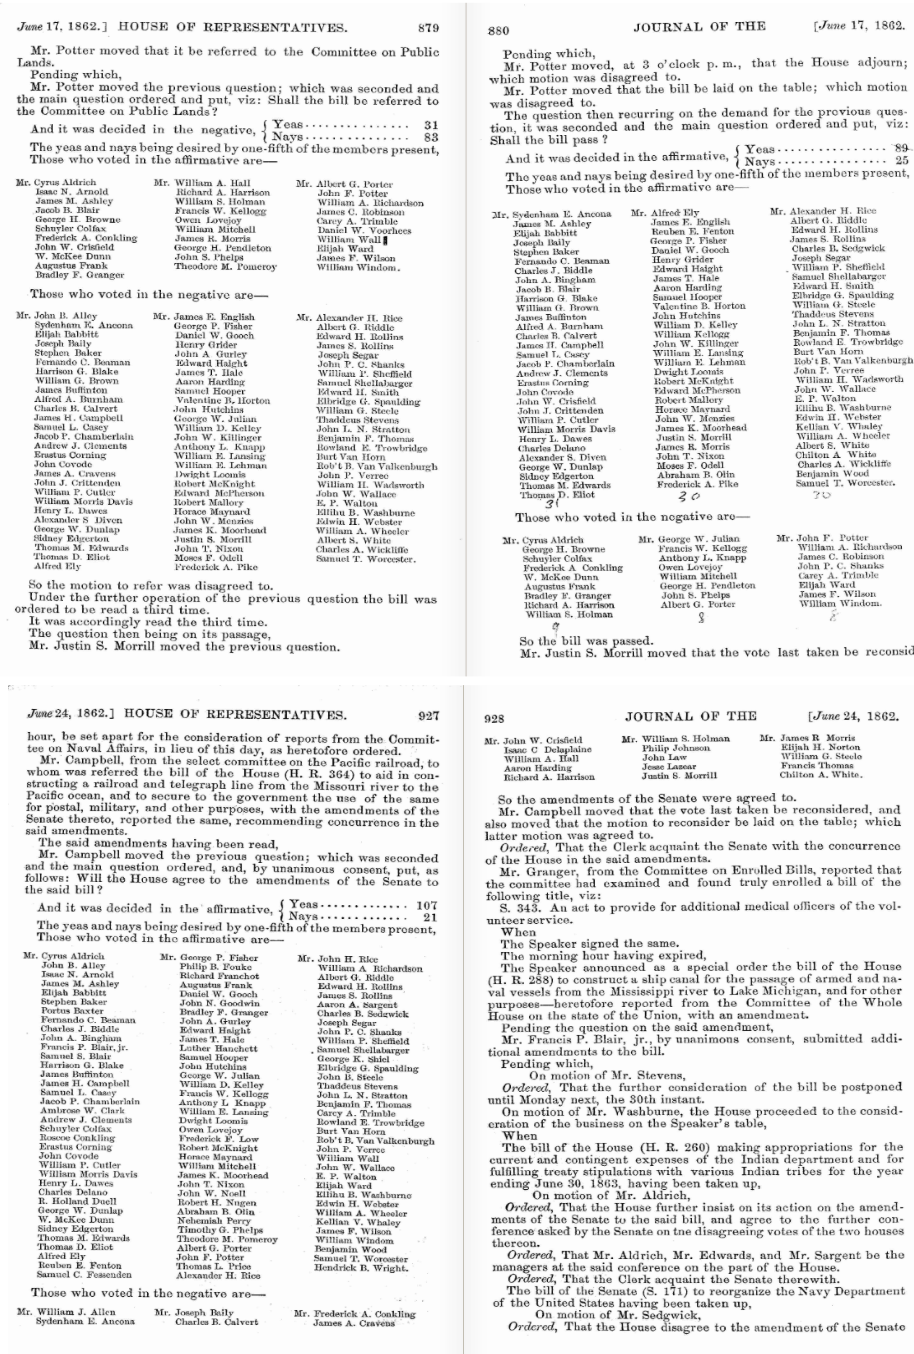 June 17, 1862.] HOUSE OF REPRESENTATIVES. 879
Mr. Potter moved that it be referred to the Committee on Public
Lands.
Pending which,
Mr. Potter moved the previous question; which was seconded and
the main question ordered and put, viz: Shall the bill be referred to
the Committee on Public Lands?
And it was decided in the negative, { Yeas ................ 31
Nays ................ 83
The yeas and nays being desired by one-fifth of the members present,
Those who voted in the affirmative are—
Mr. Cyrus Aldrich
Isaac N. Arnold
James M. Ashley
Jacob B. Blair
George H. Browne
Schuyler Colfax
Frederick A. Conkling
John W. Crisfield
W. McKee Dunn
Augustus Frank
Bradley F. Granger
Mr. William A. Hall
Richard A. Harrison
William S. Holman
Francis W. Kellogg
Owen Lovejoy
William Mitchell
James R. Morris
George H. Pendleton
John S. Phelps
Theodore M. Pomeroy
Mr. Albert G. Porter
John F. Potter
William A. Richardson
James C. Robinson
Carey A. Trimble
Daniel W. Voorhees
William Wall
Elijah Ward
James F. Wilson
William Windom.
Those who voted in the negative are—
Mr. John B. Alley
Sydenham E. Ancona
Elijah Babbitt
Joseph Baily
Stephen Baker
Fernando C. Beaman
Harrison G. Blake
William G. Brown
James Buffinton
Alfred A. Burnham
Charles B. Calvert
James H. Campbell
Samuel L. Casey
Jacob P. Chamberlain
Andrew J. Clements
Erastus Corning
John Covode
James A. Cravens
John J. Crittenden
William P. Cutler
William Morris Davis
Henry L. Dawes
Alexander S Diven
George W. Dunlap
Sidney Edgerton
Thomas M. Edwards
Thomas D. Eliot
Alfred Ely
Mr. James E. English
George P. Fisher
Daniel W. Gooch
Henry Grider
John A. Gurley
Edward Haight
James T. Hale
Aaron Harding
Samuel Hooper
Valentine B. Horton
John Hutchins
George W. Julian
William D. Kelley
John W. Killinger
Anthony L. Knapp
William E. Lansing
William E. Lehman
Dwight Loomis
Robert McKnight
Edward McPherson
Robert Mallory
Horace Maynard
John W. Menzies
James K. Moorhead
Justin S. Morrill
John T. Nixon
Moses F. Odell
Frederick A. Pike
Mr. Alexander H. Rice
Albert G. Riddle
Edward H. Rollins
James S. Rollins
Joseph Segar
John P. C. Shanks
William P. Sheffield
Samuel Shellabarger
Edward H. Smith
Elbridge G. Spaulding
William G. Steele
Thaddeus Stevens
John L. N. Stratton
Benjamin F. Thomas
Rowland E. Trowbridge
Burt Van Horn
Rob't B. Van Valkenburgh
John P. Verree
William H. Wadsworth
John W. Wallace
E. P. Walton
Ellihu B. Washburne
Edwin H. Webster
William A. Wheeler
Albert S. White
Charles A. Wickliffe
Samuel T. Worcester.
So the motion to refer was disagreed to.
Under the further operation of the previous question the bill was
ordered to be read a third time.
It was accordingly read the third time.
The question then being on its passage,
Mr. Justin S. Morrill moved the previous question.
880 JOURNAL OF THE [June 17, 1862.
Pending which,
Mr. Potter moved, at 3 o'clock p. m., that the House adjourn;
which motion was disagreed to.
Mr. Potter moved that the bill be laid on the table; which motion
was disagreed to.
The question then recurring on the demand for the previous ques-
tion, it was seconded and the main question ordered and put, viz:
Shall the bill pass?
And it was decided in the affirmative, { Yeas ................ 89
Nays ................ 25
The yeas and nays being desired by one-fifth of the members present,
Those who voted in the affirmative are—
Mr. Sydenham E. Ancona
James M. Ashley
Elijah Babbitt
Joseph Baily
Stephen Baker
Fernando C. Beaman
Charles J. Biddle
John A. Bingham
Jacob B. Blair
Harrison G. Blake
William G. Brown
James Buffinton
Alfred A. Burnham
Charles B. Calvert
James H. Campbell
Samuel L. Casey
Jacob P. Chamberlain
Andrew J. Clements
Erastus Corning
John Covode
John W. Crisfield
John J. Crittenden
William P. Cutler
William Morris Davis
Henry L. Dawes
Charles Delano
Alexander S. Diven
George W. Dunlap
Sidney Edgerton
Thomas M. Edwards
Thomas D. Eliot
31
Mr. Alfred Ely
James E. English
Reuben E. Fenton
George P. Fisher
Daniel W. Gooch
Henry Grider
Edward Haight
James T. Hale
Aaron Harding
Samuel Hooper
Valentine B. Horton
John Hutchins
William D. Kelley
William Kellogg
John W. Killinger
William E. Lansing
William E. Lehman
Dwight Loomis
Robert McKnight
Edward McPherson
Robert Mallory
Horace Maynard
John W. Menzies
James K. Moorhead
Justin S. Morrill
James R. Morris
John T. Nixon
Moses F. Odell
Abraham B. Olin
Frederick A. Pike
30
Mr. Alexander H. Rice
Albert G. Riddle
Edward H. Rollins
James S. Rollins
Charles B. Sedgwick
Joseph Segar
William P. Sheffield
Samuel Shellabarger
Edward H. Smith
Elbridge G. Spaulding
William G. Steele
Thaddeus Stevens
John L. N. Stratton
Benjamin F. Thomas
Rowland E. Trowbridge
Burt Van Horn
Rob't B. Van Valkenburgh
John P. Verree
William H. Wadsworth
John W. Wallace
E. P. Walton
Ellihu B. Washburne
Edwin H. Webster
Kellian V. Whaley
William A. Wheeler
Albert S. White
Chilton A White
Charles A. Wickliffe
Benjamin Wood
Samuel T. Worcester.
Those who voted in the negative are—
Mr. Cyrus Aldrich
George H. Browne
Schuyler Colfax
Frederick A Conkling
W. McKee Dunn
Augustus Frank
Bradley F. Granger
Richard A. Harrison
William S. Holman
9
Mr. George W. Julian
Francis W. Kellogg
Anthony L. Knapp
Owen Lovejoy
William Mitchell
George H. Pendleton
John S. Phelps
Albert G. Porter
8
Mr. John F. Potter
William A. Richardson
James C. Robinson
John P. C. Shanks
Carey A. Trimble
Elijah Ward
James F. Wilson
William Windom.
8
So the bill was passed.
Mr. Justin S. Morrill moved that the vote last taken be reconsid
June 24, 1862.] HOUSE OF REPRESENTATIVES. 927
hour, be set apart for the consideration of reports from the Commit-
tee on Naval Affairs, in lieu of this day, as heretofore ordered.
Mr. Campbell, from the select committee on the Pacific railroad, to
whom was referred the bill of the House (H. R. 364) to aid in con-
structing a railroad and telegraph line from the Missouri river to the
Pacific ocean, and to secure to the government the use of the same
for postal, military, and other purposes, with the amendments of the
Senate thereto, reported the same, recommending concurrence in the
said amendments.
The said amendments having been read,
Mr. Campbell moved the previous question; which was seconded
and the main question ordered, and, by unanimous consent, put, as
follows: Will the House agree to the amendments of the Senate to
the said bill?
And it was decided in the affirmative, { Yeas ............. 107
Nays ............. 21
The yeas and nays being desired by one-fifth of the members present,
Those who voted in the affirmative are—
Mr. Cyrus Aldrich
John B. Alley
Isaac N. Arnold
James M. Ashley
Elijah Babbitt
Stephen Baker
Portus Baxter
Fernando C. Beaman
Charles J. Biddle
John A. Bingham
Francis P. Blair, jr.
Samuel S. Blair
Harrison G. Blake
James Buffinton
James H. Campbell
Samuel L. Casey
Jacob P. Chamberlain
Ambrose W. Clark
Andrew J. Clements
Schuyler Colfax
Roscoe Conkling
Erastus Corning
John Covode
William P. Cutler
William Morris Davis
Henry L. Dawes
Charles Delano
R. Holland Duell
George W. Dunlap
W. McKee Dunn
Sidney Edgerton
Thomas M. Edwards
Thomas D. Eliot
Alfred Ely
Reuben E. Fenton
Samuel C. Fessenden
Mr. George P. Fisher
Philip B. Fouke
Richard Franchot
Augustus Frank
Daniel W. Gooch
John N. Goodwin
Bradley F. Granger
John A. Gurley
Edward Haight
James T. Hale
Luther Hanchett
Samuel Hooper
John Hutchins
George W. Julian
William D. Kelley
Francis W. Kellogg
Anthony L. Knapp
William E. Lansing
Dwight Loomis
Owen Lovejoy
Frederick F. Low
Robert McKnight
Horace Maynard
William Mitchell
James K. Moorhead
John T. Nixon
John W. Noell
Robert H. Nugen
Abraham B. Olin
Nehemiah Perry
Timothy G. Phelps
Theodore M. Pomeroy
Albert G. Porter
John F. Potter
Thomas L. Price
Alexander H. Rice
Mr. John H. Rice
William A Richardson
Albert G. Riddle
Edward H. Rollins
James S. Rollins
Aaron A. Sargent
Charles B. Sedgwick
Joseph Segar
John P. C. Shanks
William P. Sheffield
Samuel Shellabarger
George K. Shiel
Elbridge G. Spaulding
John B. Steele
Thaddeus Stevens
John L. N. Stratton
Benjamin F. Thomas
Carey A. Trimble
Rowland E. Trowbridge
Burt Van Horn
Rob't B. Van Valkenburgh
John P. Verree
William Wall
John W. Wallace
E. P. Walton
Elijah Ward
Ellihu B. Washburne
Edwin H. Webster
William A. Wheeler
Kellian V. Whaley
James F. Wilson
William Windom
Benjamin Wood
Samuel T. Worcester
Hendrick B. Wright.
Those who voted in the negative are—
Mr. William J. Allen
Sydenham E. Ancona
Mr. Joseph Baily
Charles B. Calvert
Mr. Frederick A. Conkling
James A. Cravens
928 JOURNAL OF THE [June 24, 1862.
Mr. John W. Crisfield
Isaac C Delaplaine
William A. Hall
Aaron Harding
Richard A. Harrison
Mr. William S. Holman
Philip Johnson
John Law
Jesse Lazear
Justin S. Morrill
Mr. James R Morris
Elijah H. Norton
William G. Steele
Francis Thomas
Chilton A. White.
So the amendments of the Senate were agreed to.
Mr. Campbell moved that the vote last taken be reconsidered, and
also moved that the motion to reconsider be laid on the table; which
latter motion was agreed to.
Ordered, That the Clerk acquaint the Senate with the concurrence
of the House in the said amendments.
Mr. Granger, from the Committee on Enrolled Bills, reported that
the committee had examined and found truly enrolled a bill of the
following title, viz:
S. 343. An act to provide for additional medical officers of the vol-
unteer service.
When
The Speaker signed the same.
The morning hour having expired,
The Speaker announced as a special order the bill of the House
(H. R. 288) to construct a ship canal for the passage of armed and na-
val vessels from the Mississippi river to Lake Michigan, and for other
purposes—heretofore reported from the Committee of the Whole
House on the state of the Union, with an amendment.
Pending the question on the said amendment,
Mr. Francis P. Blair, jr., by unanimous consent, submitted addi-
tional amendments to the bill.
Pending which,
On motion of Mr. Stevens,
Ordered, That the further consideration of the bill be postponed
until Monday next, the 30th instant.
On motion of Mr. Washburne, the House proceeded to the consid-
eration of the business on the Speaker's table,
When
The bill of the House (H. R. 260) making appropriations for the
current and contingent expenses of the Indian department and for
fulfilling treaty stipulations with various Indian tribes for the year
ending June 30, 1863, having been taken up,
On motion of Mr. Aldrich,
Ordered, That the House further insist on its action on the amend-
ments of the Senate to the said bill, and agree to the further con-
ference asked by the Senate on the disagreeing votes of the two houses
thereon.
Ordered, That Mr. Aldrich, Mr. Edwards, and Mr. Sargent be the
managers at the said conference on the part of the House.
Ordered, That the Clerk acquaint the Senate therewith.
The bill of the Senate (S. 171) to reorganize the Navy Department
of the United States having been taken up,
On motion of Mr. Sedgwick,
Ordered, That the House disagree to the amendment of the Senate